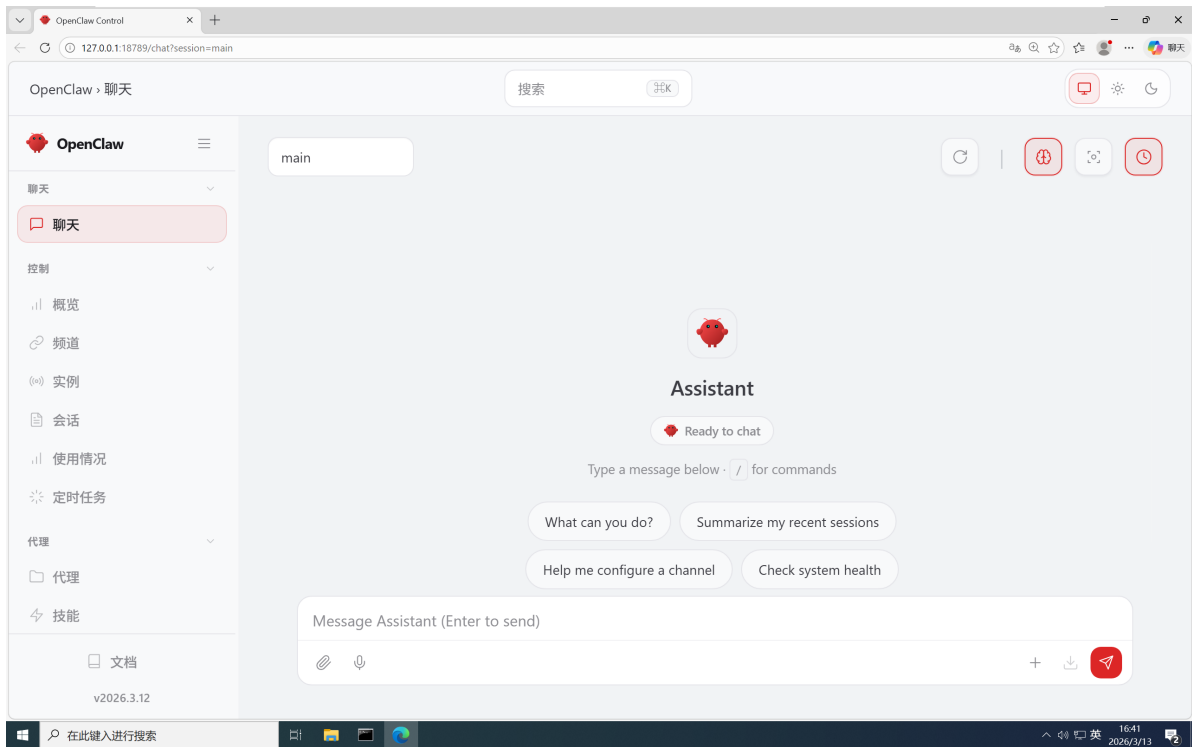 OpenClaw Control
127.0.0.1:18789/chat?session=main
聊天
OpenClaw › 聊天
搜索
⌘K
OpenClaw
聊天
聊天
控制
概览
频道
实例
会话
使用情况
定时任务
代理
代理
技能
文档
v2026.3.12
main
Assistant
Ready to chat
Type a message below · / for commands
What can you do?
Summarize my recent sessions
Help me configure a channel
Check system health
Message Assistant (Enter to send)
在此键入进行搜索
英
16:41
2026/3/13
2